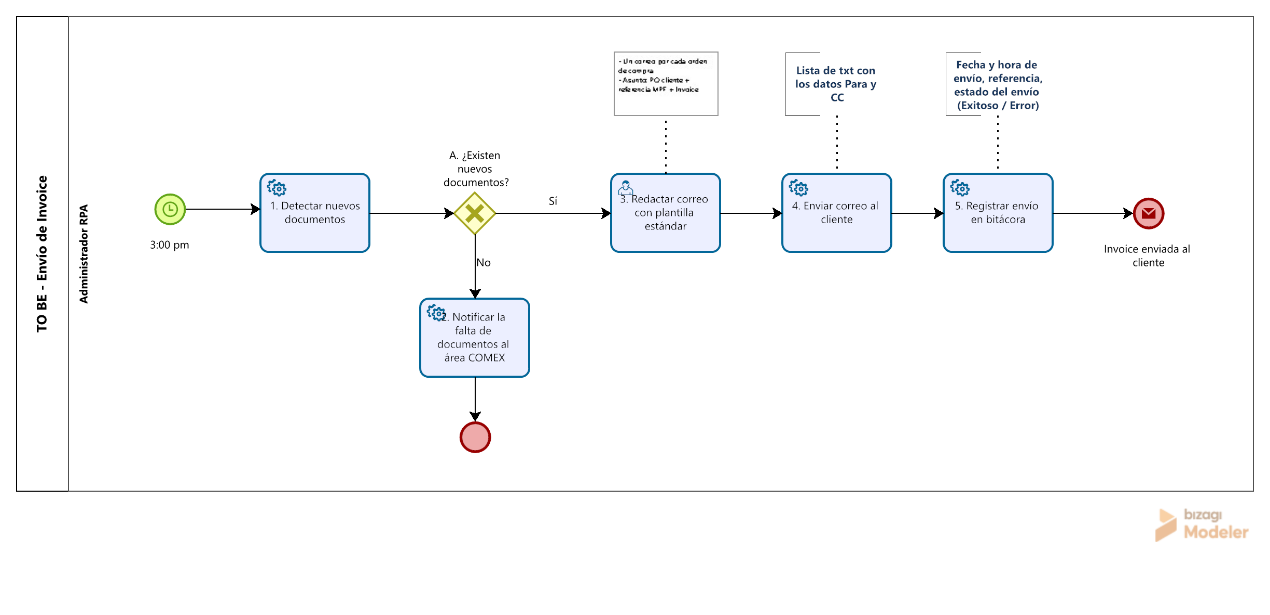 TO BE - Envío de Invoice
Administrador RPA
3:00 pm
1. Detectar nuevos
documentos
A. ¿Existen
nuevos
documentos?
Sí
No
2. Notificar la
falta de
documentos al
área COMEX
- Un correo por cada orden
de compra
- Asunto: PO cliente +
referencia MPF + Invoice
3. Redactar correo
con plantilla
estándar
Lista de txt con
los datos Para y
CC
4. Enviar correo al
cliente
Fecha y hora de
envío, referencia,
estado del envío
(Exitoso / Error)
5. Registrar envío
en bitácora
Invoice enviada al
cliente
bizagi
Modeler